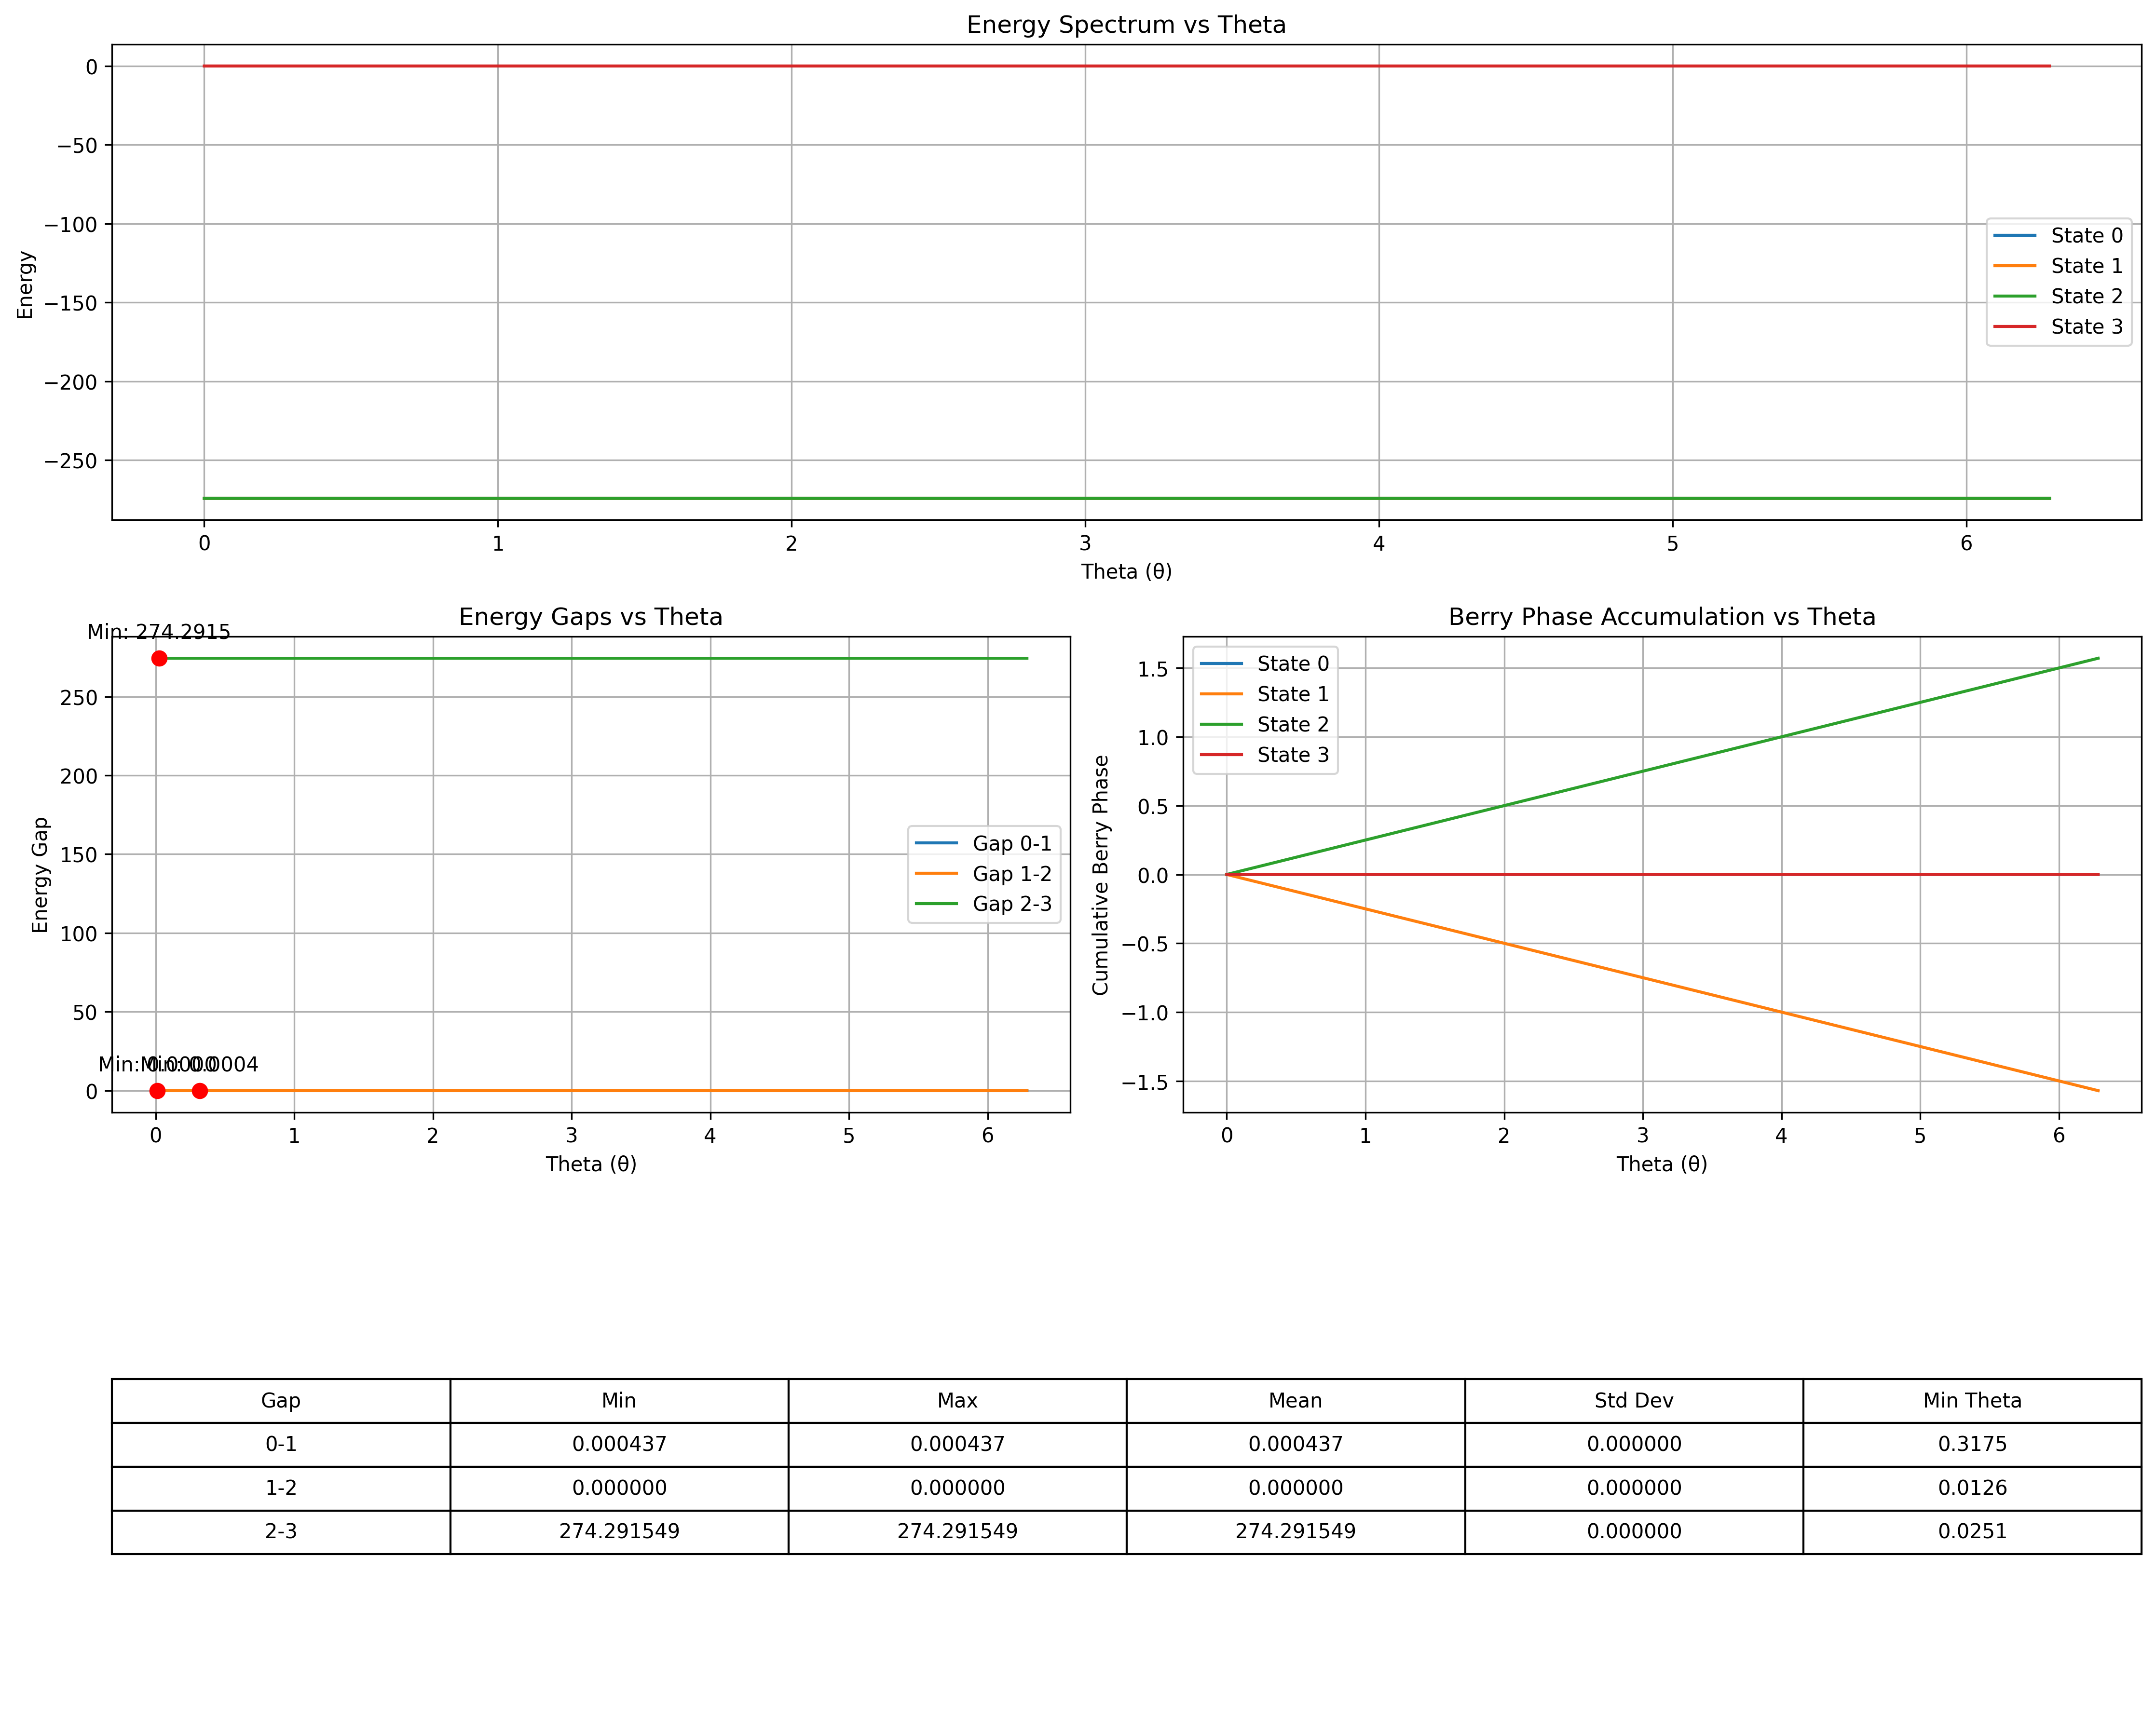 Energy Spectrum vs Theta
Energy
0
−50
−100
−150
−200
−250
State 0
State 1
State 2
State 3
0 1 2 3 4 5 6
Theta (θ)
Energy Gaps vs Theta
Min: 274.2915
Energy Gap
250
200
150
100
50
0
Gap 0-1
Gap 1-2
Gap 2-3
Min: 0.0000
Min: 0.0004
0 1 2 3 4 5 6
Theta (θ)
Berry Phase Accumulation vs Theta
Cumulative Berry Phase
1.5
1.0
0.5
0.0
−0.5
−1.0
−1.5
State 0
State 1
State 2
State 3
0 1 2 3 4 5 6
Theta (θ)
Gap Min Max Mean Std Dev Min Theta
0-1 0.000437 0.000437 0.000437 0.000000 0.3175
1-2 0.000000 0.000000 0.000000 0.000000 0.0126
2-3 274.291549 274.291549 274.291549 0.000000 0.0251